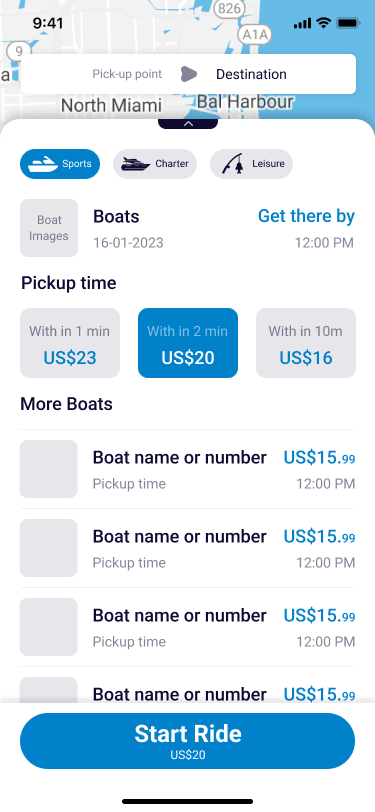 9:41
826
A1A
9
a
Pick-up point
Destination
North Miami
Bal Harbour
Sports
Charter
Leisure
Boat
Images
Boats
Get there by
16-01-2023
12:00 PM
Pickup time
With in 1 min
With in 2 min
With in 10m
US$23
US$20
US$16
More Boats
Boat name or number
US$15.99
Pickup time
12:00 PM
Boat name or number
US$15.99
Pickup time
12:00 PM
Boat name or number
US$15.99
Pickup time
12:00 PM
Boat name or number
US$15.99
Start Ride
US$20